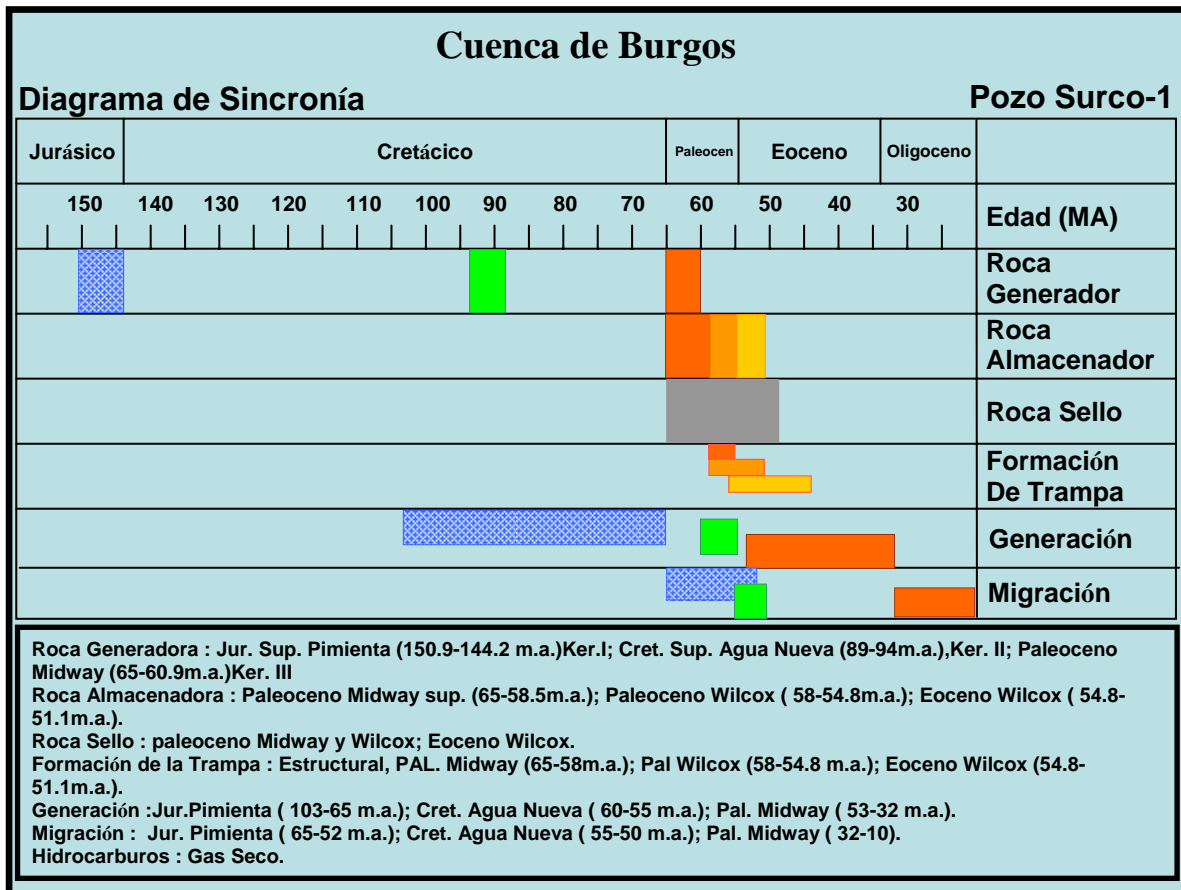 Cuenca de Burgos
Diagrama de Sincronía Pozo Surco-1
Jurásico Cretácico Paleocen Eoceno Oligoceno
150 140 130 120 110 100 90 80 70 60 50 40 30 Edad (MA)
Roca
Generador
Roca
Almacenador
Roca Sello
Formación
De Trampa
Generación
Migración
Roca Generadora : Jur. Sup. Pimienta (150.9-144.2 m.a.)Ker.I; Cret. Sup. Agua Nueva (89-94m.a.),Ker. II; Paleoceno
Midway (65-60.9m.a.)Ker. III
Roca Almacenadora : Paleoceno Midway sup. (65-58.5m.a.); Paleoceno Wilcox ( 58-54.8m.a.); Eoceno Wilcox ( 54.8-
51.1m.a.).
Roca Sello : paleoceno Midway y Wilcox; Eoceno Wilcox.
Formación de la Trampa : Estructural, PAL. Midway (65-58m.a.); Pal Wilcox (58-54.8 m.a.); Eoceno Wilcox (54.8-
51.1m.a.).
Generación :Jur.Pimienta ( 103-65 m.a.); Cret. Agua Nueva ( 60-55 m.a.); Pal. Midway ( 53-32 m.a.).
Migración : Jur. Pimienta ( 65-52 m.a.); Cret. Agua Nueva ( 55-50 m.a.); Pal. Midway ( 32-10).
Hidrocarburos : Gas Seco.